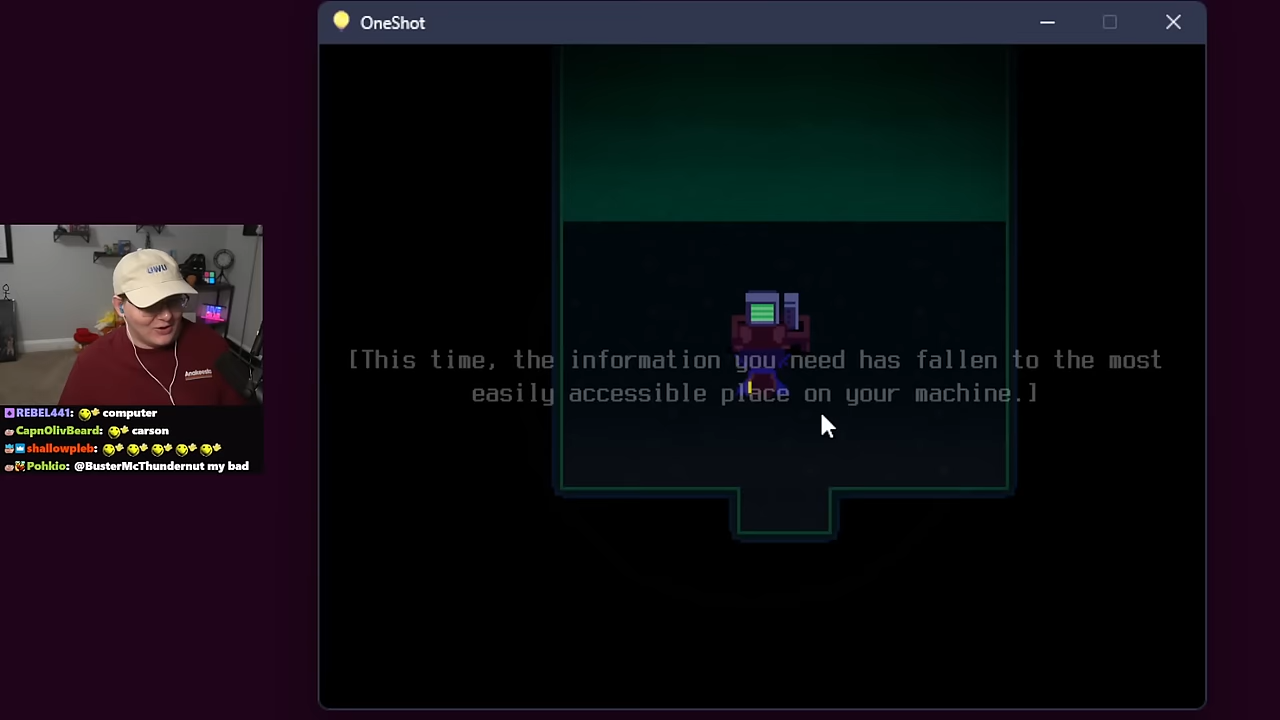 OneShot
[This time, the information you need has fallen to the most
easily accessible place on your machine.]
UWU
REBEL441: computer
CapnOlivBeard: carson
shallowpleb:
Pohkio: @BusterMcThundernut my bad